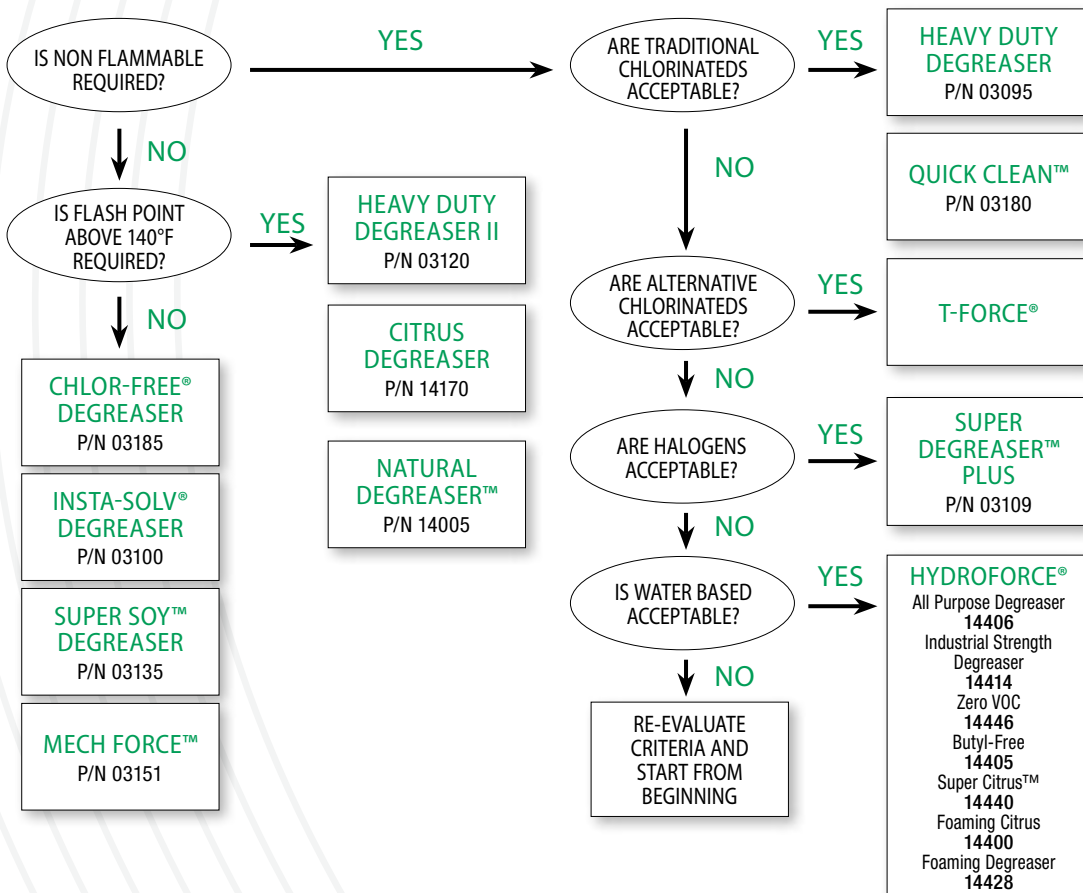 IS NON FLAMMABLE
REQUIRED?
YES
ARE TRADITIONAL
CHLORINATEDS
ACCEPTABLE?
YES
HEAVY DUTY
DEGREASER
P/N 03095
QUICK CLEAN™
P/N 03180
NO
NO
IS FLASH POINT
ABOVE 140°F
REQUIRED?
YES
HEAVY DUTY
DEGREASER II
P/N 03120
CITRUS
DEGREASER
P/N 14170
NATURAL
DEGREASER™
P/N 14005
NO
CHLOR-FREE®
DEGREASER
P/N 03185
INSTA-SOLV®
DEGREASER
P/N 03100
SUPER SOY™
DEGREASER
P/N 03135
MECH FORCE™
P/N 03151
ARE ALTERNATIVE
CHLORINATEDS
ACCEPTABLE?
YES
T-FORCE®
NO
ARE HALOGENS
ACCEPTABLE?
YES
SUPER
DEGREASER™
PLUS
P/N 03109
NO
IS WATER BASED
ACCEPTABLE?
YES
HYDROFORCE®
All Purpose Degreaser
14406
Industrial Strength
Degreaser
14414
Zero VOC
14446
Butyl-Free
14405
Super Citrus™
14440
Foaming Citrus
14400
Foaming Degreaser
14428
NO
RE-EVALUATE
CRITERIA AND
START FROM
BEGINNING